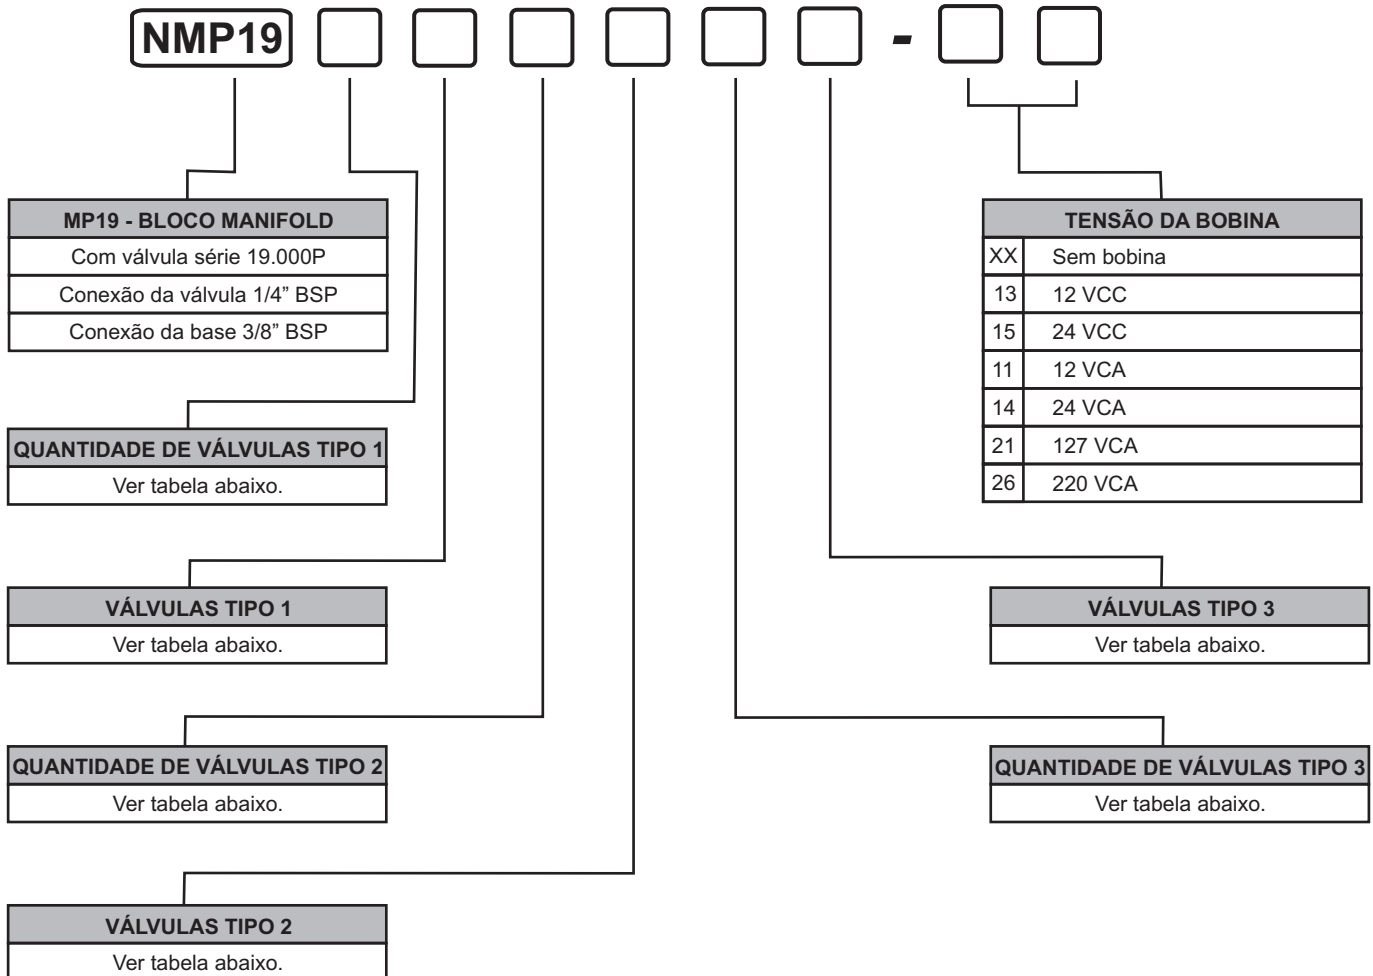 NMP19 -
MP19 - BLOCO MANIFOLD
Com válvula série 19.000P
Conexão da válvula 1/4” BSP
Conexão da base 3/8” BSP
TENSÃO DA BOBINA
XX Sem bobina
13 12 VCC
15 24 VCC
11 12 VCA
14 24 VCA
21 127 VCA
26 220 VCA
QUANTIDADE DE VÁLVULAS TIPO 1
Ver tabela abaixo.
VÁLVULAS TIPO 1
Ver tabela abaixo.
VÁLVULAS TIPO 3
Ver tabela abaixo.
QUANTIDADE DE VÁLVULAS TIPO 2
Ver tabela abaixo.
QUANTIDADE DE VÁLVULAS TIPO 3
Ver tabela abaixo.
VÁLVULAS TIPO 2
Ver tabela abaixo.